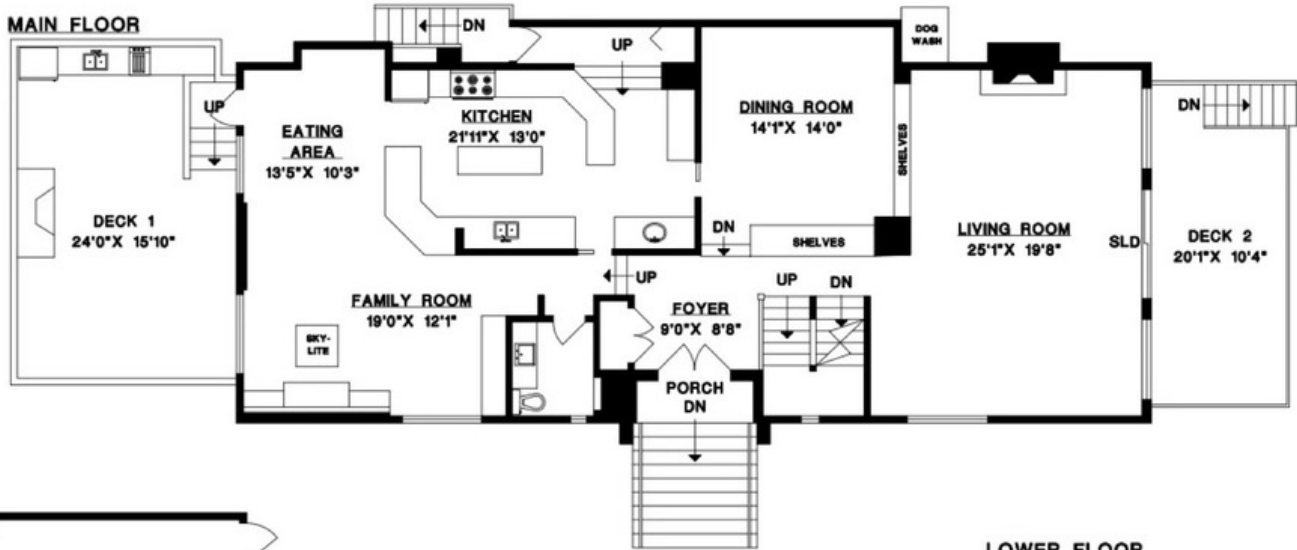 MAIN FLOOR
DN
UP
DOG
WASH
UP
EATING
AREA
13'5"X 10'3"
KITCHEN
21'11"X 13'0"
DINING ROOM
14'1"X 14'0"
SHELVES
DN
DECK 1
24'0"X 15'10"
DN
SHELVES
LIVING ROOM
25'1"X 19'8"
SLD
DECK 2
20'1"X 10'4"
UP
UP
DN
FAMILY ROOM
19'0"X 12'1"
FOYER
9'0"X 8'8"
SKY-
LITE
PORCH
DN
LOWER FLOOR